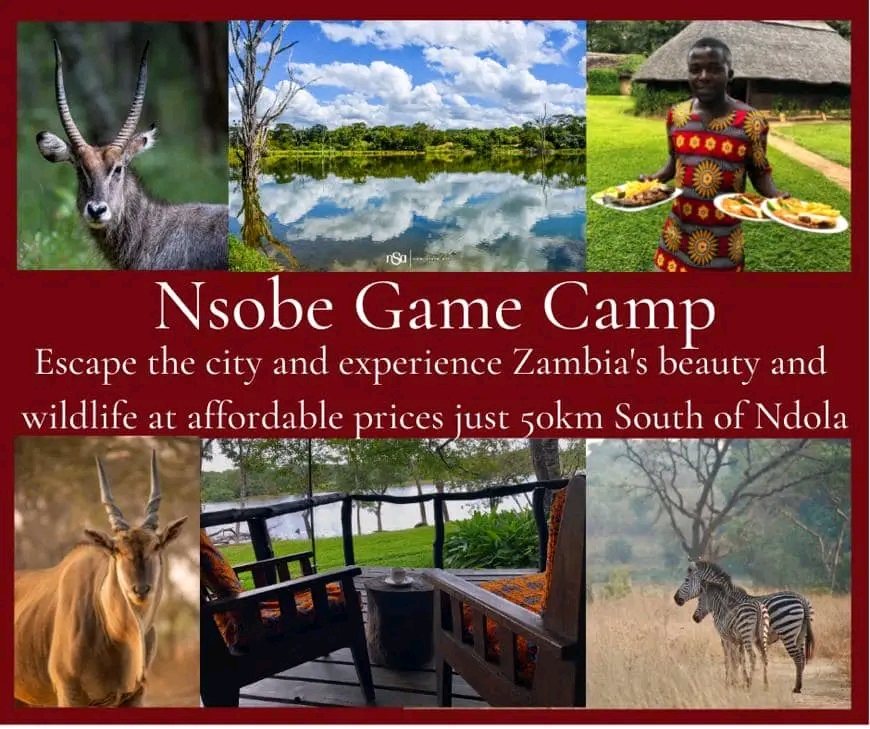 nsa
Nsobe Game Camp
Escape the city and experience Zambia's beauty and
wildlife at affordable prices just 50km South of Ndola